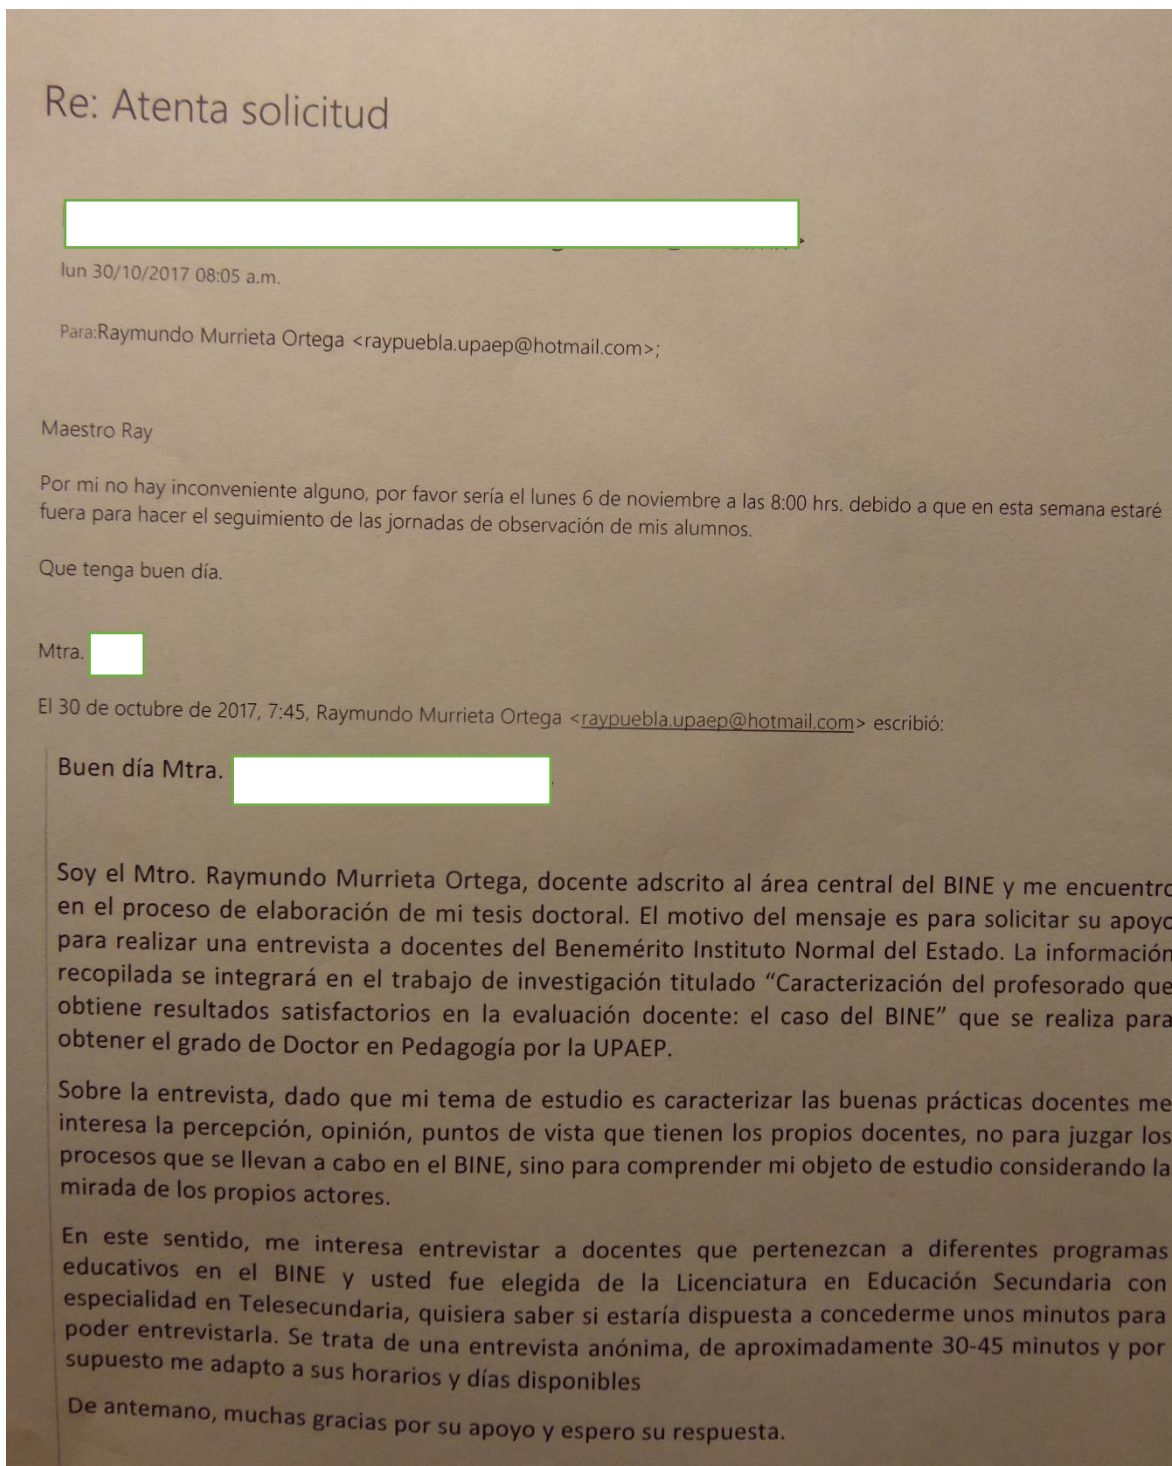 Re: Atenta solicitud
lun 30/10/2017 08:05 a.m.
Para:Raymundo Murrieta Ortega <raypuebla.upaep@hotmail.com>;
Maestro Ray
Por mi no hay inconveniente alguno, por favor sería el lunes 6 de noviembre a las 8:00 hrs. debido a que en esta semana estaré
fuera para hacer el seguimiento de las jornadas de observación de mis alumnos.
Que tenga buen día.
Mtra.
El 30 de octubre de 2017, 7:45, Raymundo Murrieta Ortega <raypuebla.upaep@hotmail.com> escribió:
Buen día Mtra.
Soy el Mtro. Raymundo Murrieta Ortega, docente adscrito al área central del BINE y me encuentro
en el proceso de elaboración de mi tesis doctoral. El motivo del mensaje es para solicitar su apoyo
para realizar una entrevista a docentes del Benemérito Instituto Normal del Estado. La información
recopilada se integrará en el trabajo de investigación titulado “Caracterización del profesorado que
obtiene resultados satisfactorios en la evaluación docente: el caso del BINE” que se realiza para
obtener el grado de Doctor en Pedagogía por la UPAEP.
Sobre la entrevista, dado que mi tema de estudio es caracterizar las buenas prácticas docentes me
interesa la percepción, opinión, puntos de vista que tienen los propios docentes, no para juzgar los
procesos que se llevan a cabo en el BINE, sino para comprender mi objeto de estudio considerando la
mirada de los propios actores.
En este sentido, me interesa entrevistar a docentes que pertenezcan a diferentes programas
educativos en el BINE y usted fue elegida de la Licenciatura en Educación Secundaria con
especialidad en Telesecundaria, quisiera saber si estaría dispuesta a concederme unos minutos para
poder entrevistarla. Se trata de una entrevista anónima, de aproximadamente 30-45 minutos y por
supuesto me adapto a sus horarios y días disponibles
De antemano, muchas gracias por su apoyo y espero su respuesta.